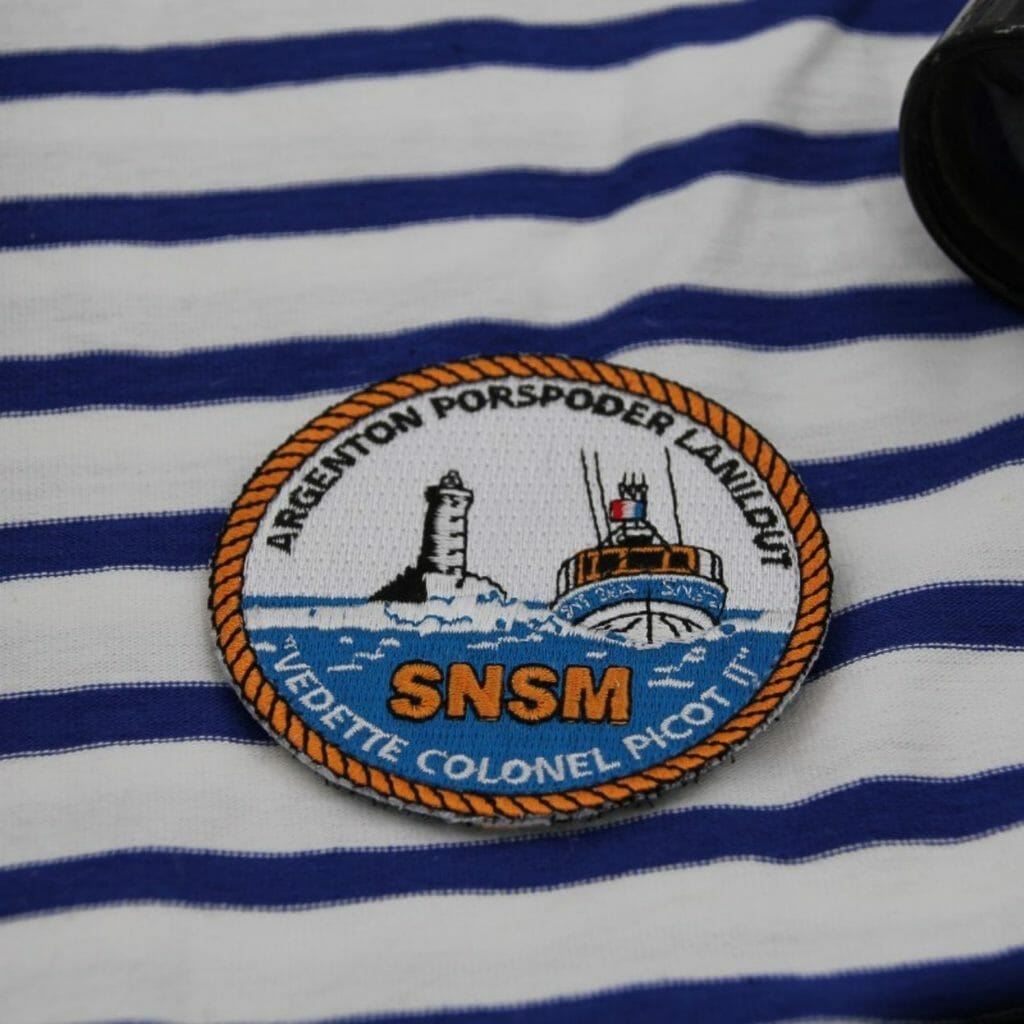 ARGENTON PORSPODER LANILDUT
SNSM
"VEDETTE COLONEL PICOT II"